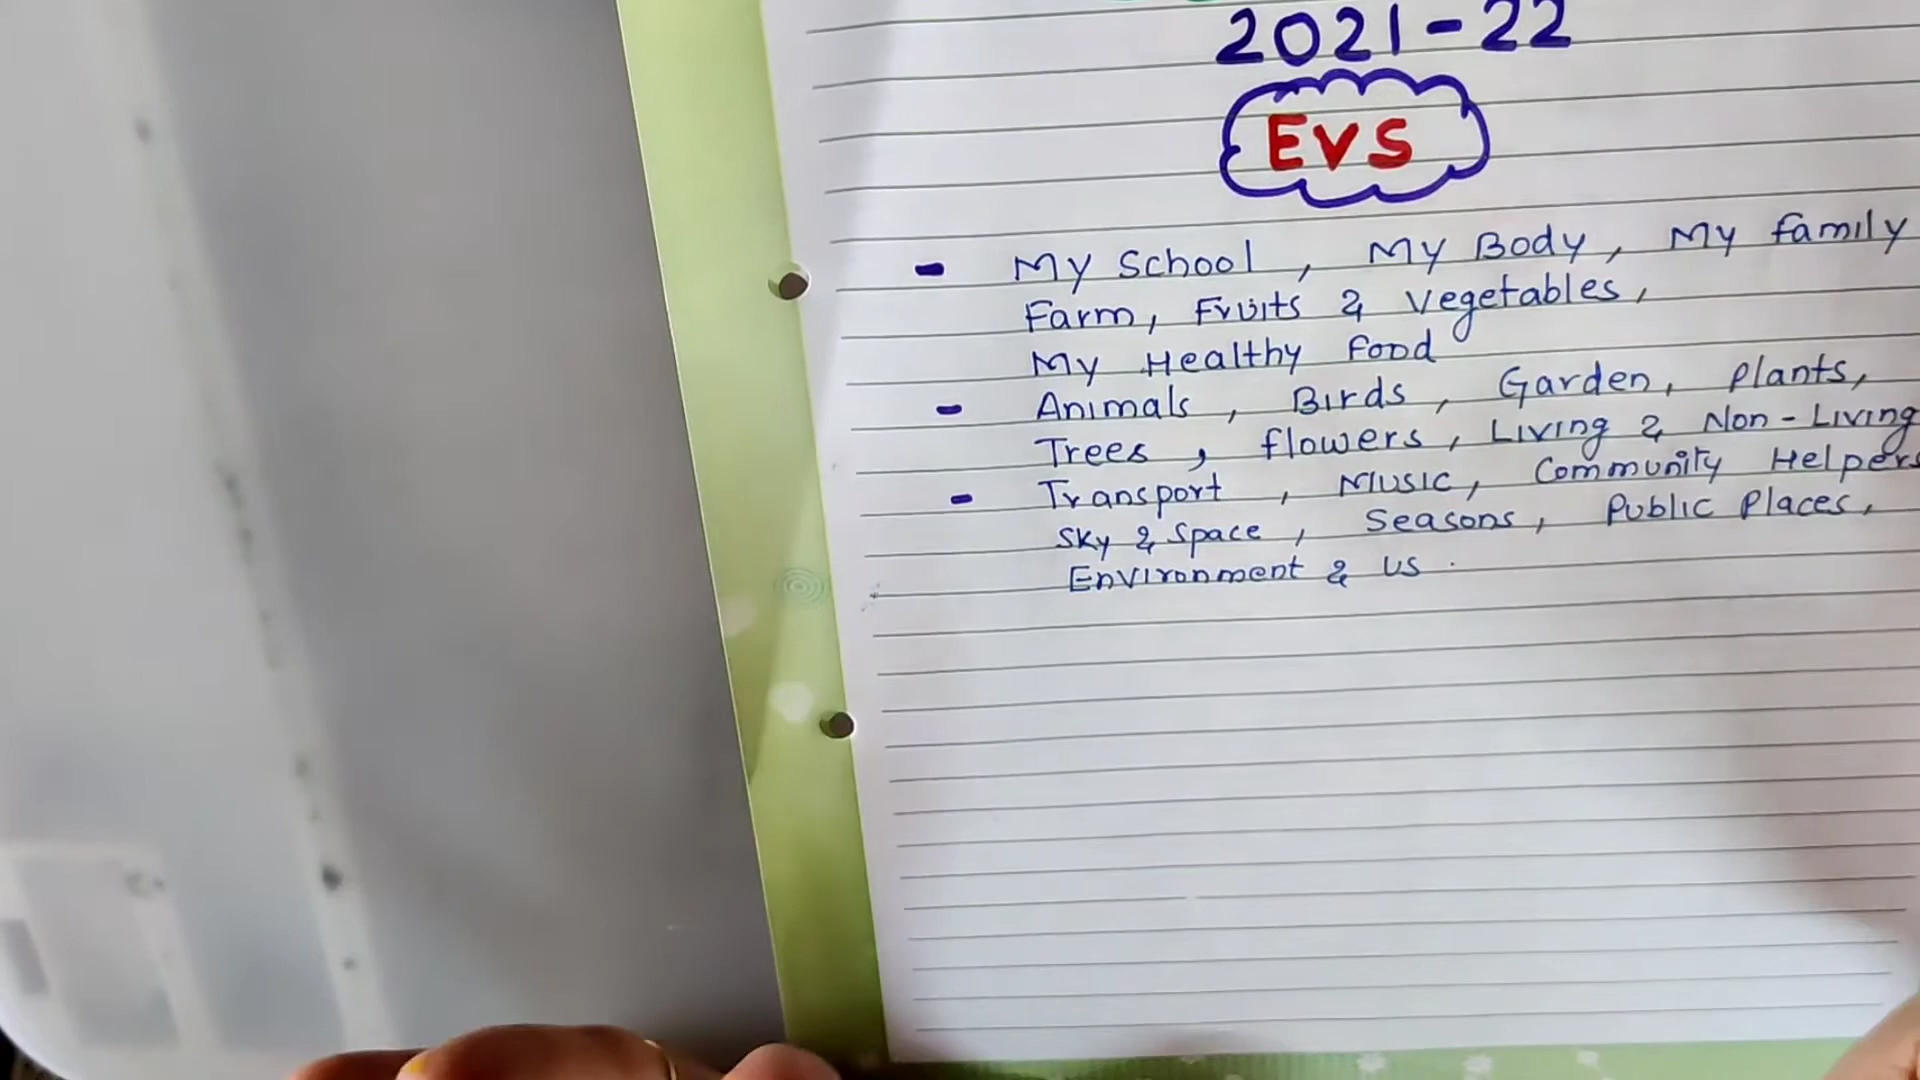 2021-22
EVS
- My School, My Body, My family
Farm, Fruits & Vegetables,
My Healthy Food
- Animals, Birds, Garden, Plants,
Trees, flowers, Living & Non-Living
- Transport, Music, Community Helpers
Sky & Space, Seasons, Public Places,
Environment & us.